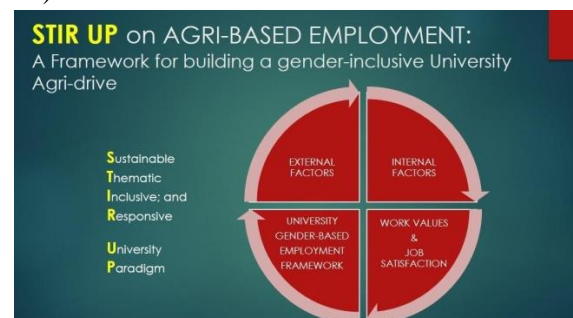 STIR UP on AGRI-BASED EMPLOYMENT:
A Framework for building a gender-inclusive University
Agri-drive
Sustainable
Thematic
Inclusive; and
Responsive
University
Paradigm
EXTERNAL
FACTORS
INTERNAL
FACTORS
UNIVERSITY
GENDER-BASED
EMPLOYMENT
FRAMEWORK
WORK VALUES
&
JOB
SATISFACTION